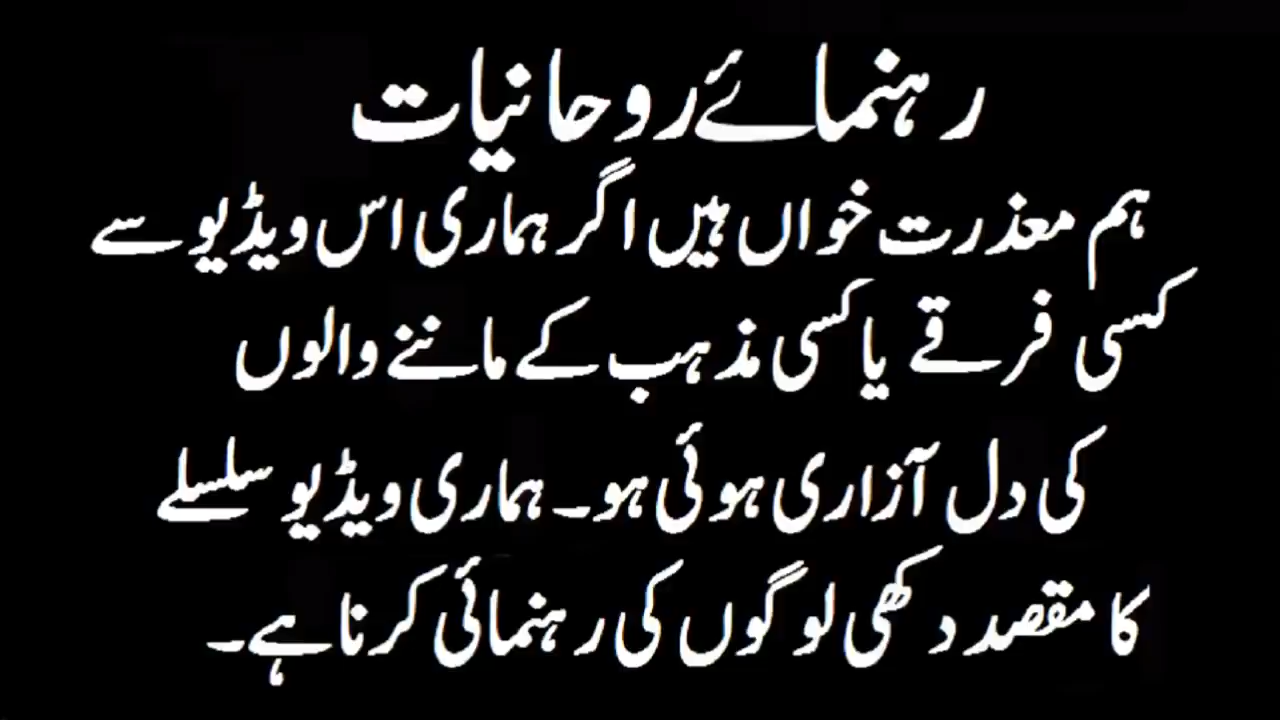 رہنمائے روحانیات
ہم معذرت خواں ہیں اگر ہماری اس ویڈیو سے
کسی فرقے یا کسی مذہب کے ماننے والوں
کی دل آزاری ہوئی ہو۔ ہماری ویڈیو سلسلے
کا مقصد دکھی لوگوں کی رہنمائی کرنا ہے۔